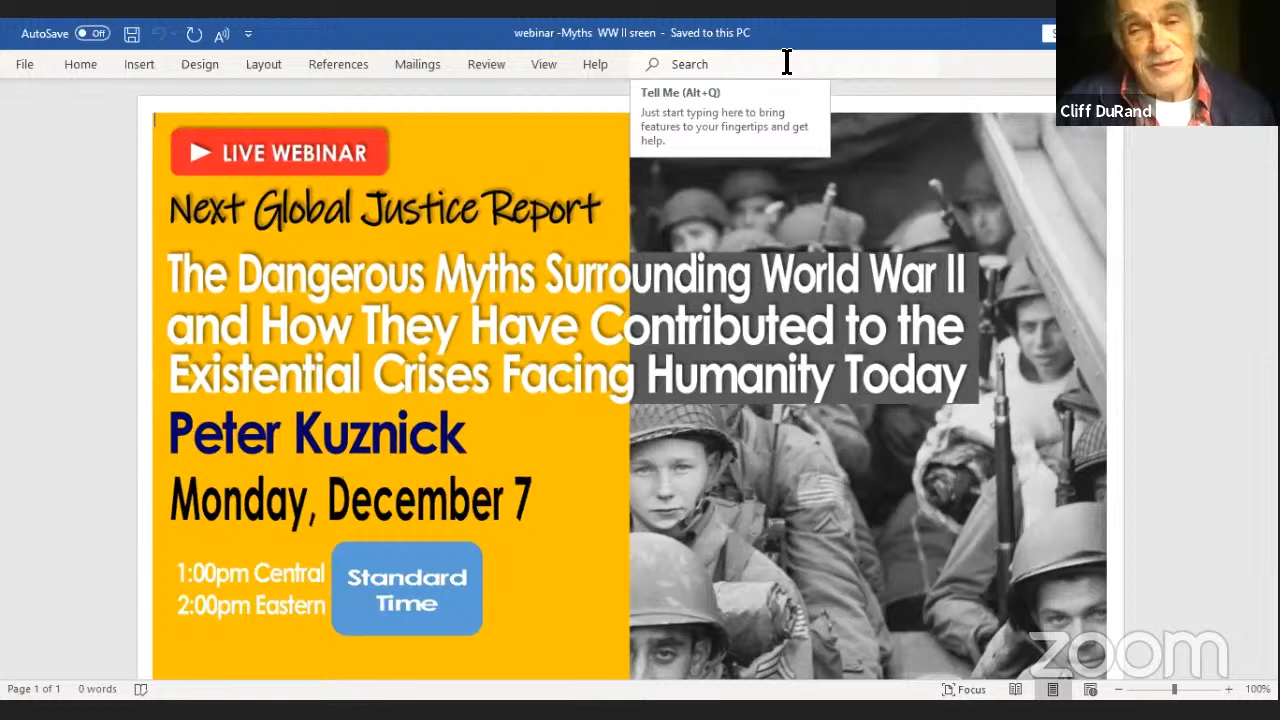 AutoSave Off
webinar -Myths WW II sreen - Saved to this PC
File Home Insert Design Layout References Mailings Review View Help Search
Tell Me (Alt+Q)
Just start typing here to bring
features to your fingertips and get
help.
Cliff DuRand
LIVE WEBINAR
Next Global Justice Report
The Dangerous Myths Surrounding World War II
and How They Have Contributed to the
Existential Crises Facing Humanity Today
Peter Kuznick
Monday, December 7
1:00pm Central
2:00pm Eastern
Standard
Time
zoom
Page 1 of 1 0 words Focus 100%